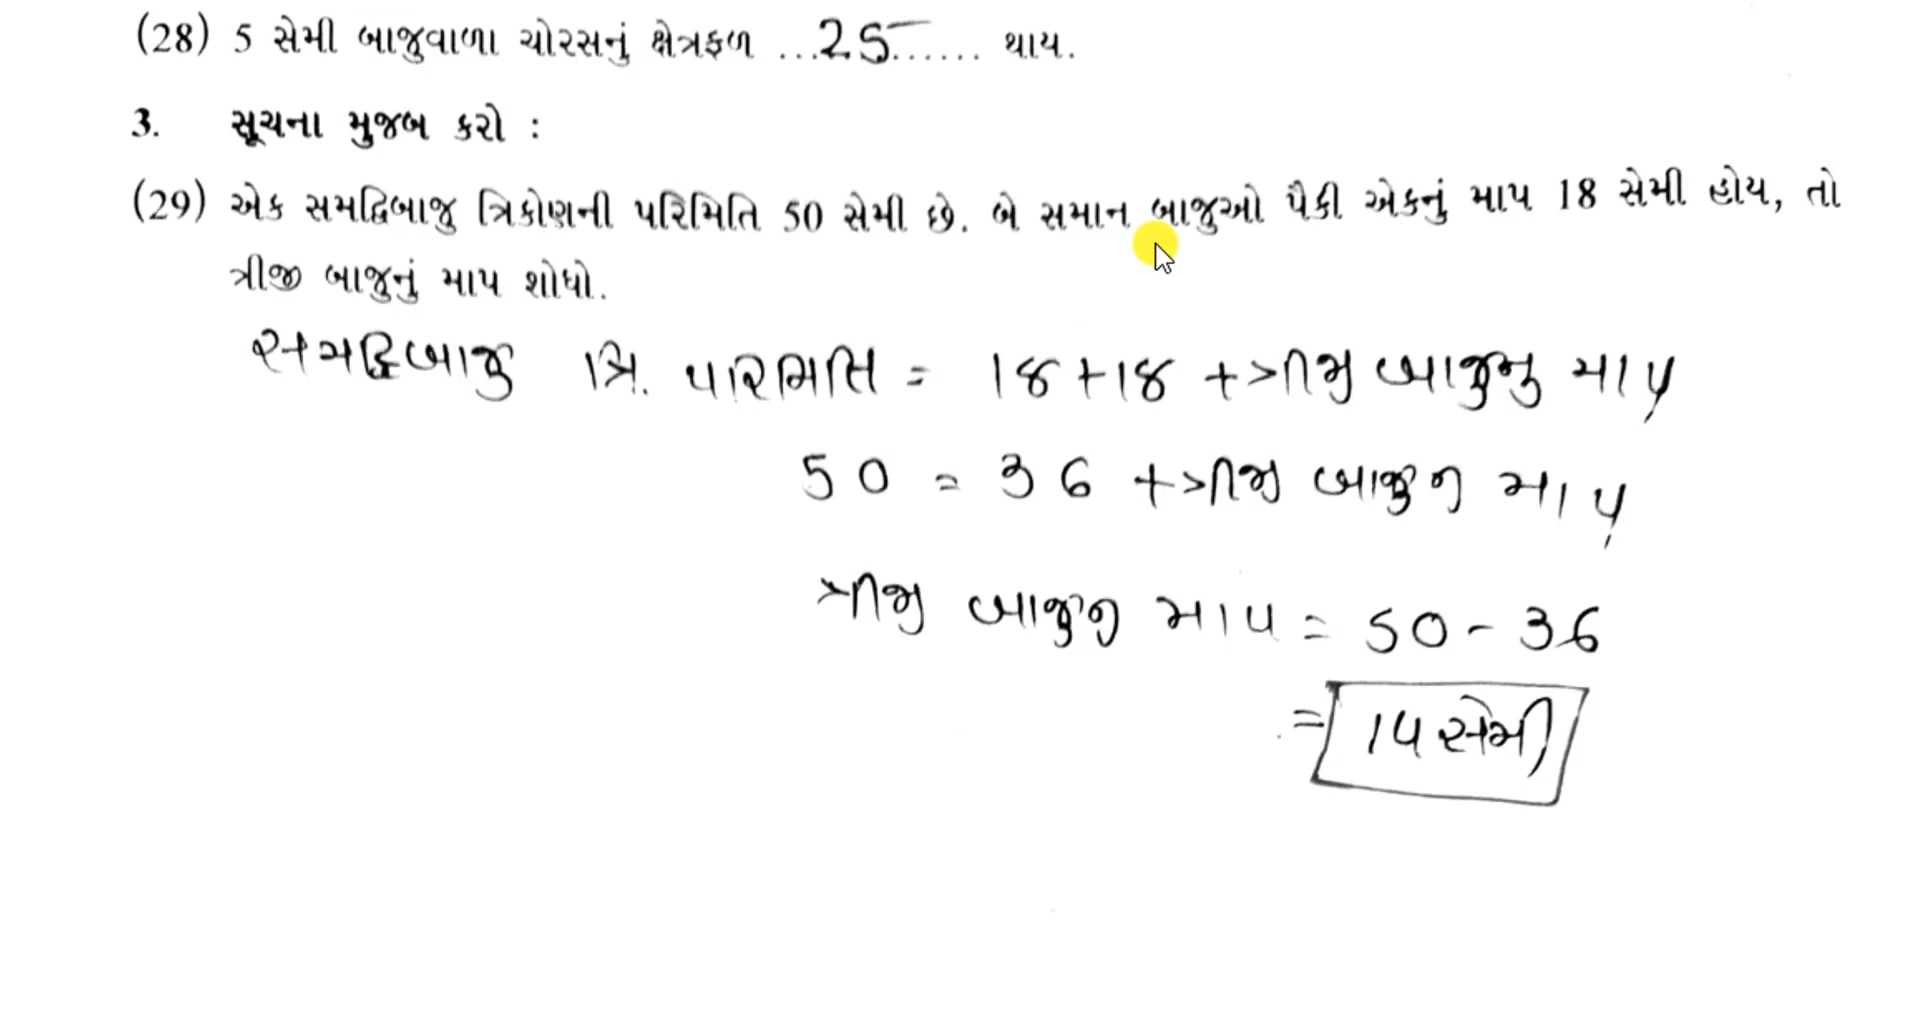 (28) 5 સેમી બાજુવાળા ચોરસનું ક્ષેત્રફળ ...25...... થાય.
3. સૂચના મુજબ કરો :
(29) એક સમદ્વિબાજુ ત્રિકોણની પરિમિતિ 50 સેમી છે. બે સમાન બાજુઓ પૈકી એકનું માપ 18 સેમી હોય, તો
ત્રીજી બાજુનું માપ શોધો.
સમદ્વિબાજુ ત્રિ. પરિમિતિ = 18 + 18 + ત્રીજી બાજુનુ માપ
50 = 36 + ત્રીજી બાજુનુ માપ
ત્રીજી બાજુનુ માપ = 50 - 36
= 14 સેમી